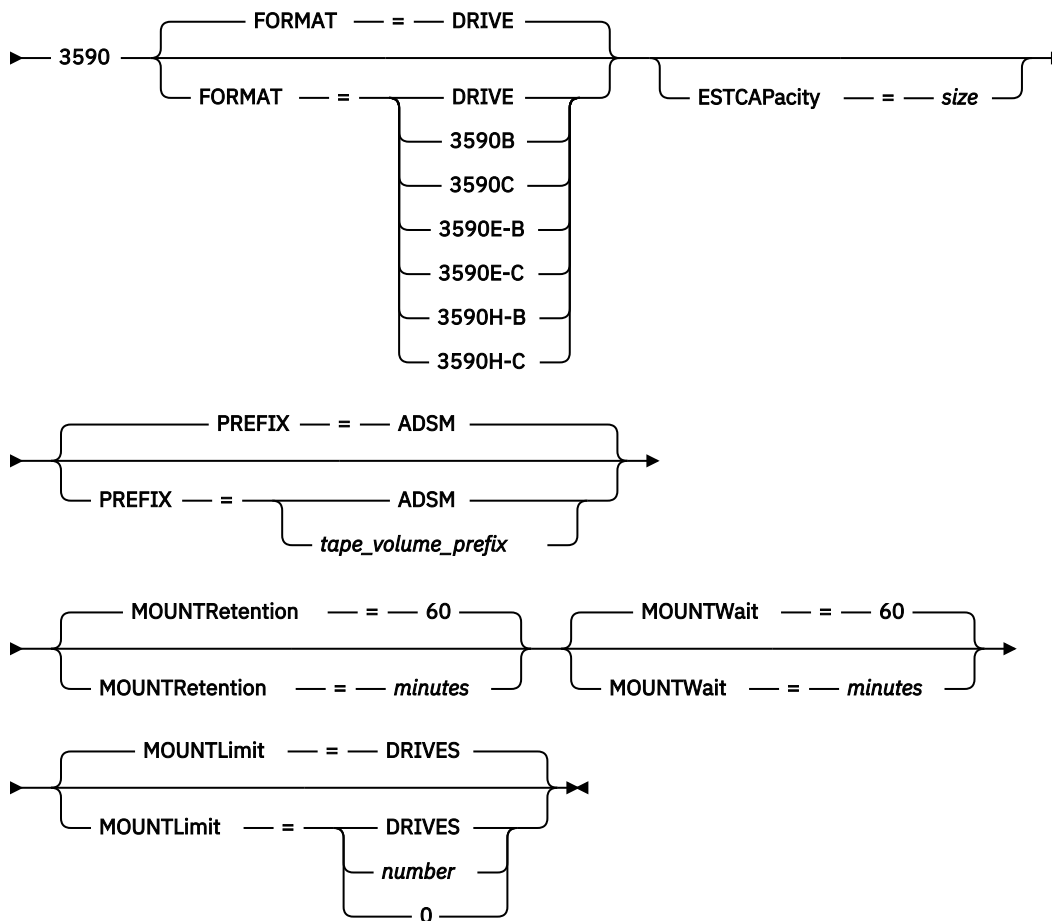 FORMAT = DRIVE
3590
FORMAT = DRIVE
ESTCAPacity = size
3590B
3590C
3590E-B
3590E-C
3590H-B
3590H-C
PREFIX = ADSM
PREFIX = ADSM
tape_volume_prefix
MOUNTRetention = 60 MOUNTWait = 60
MOUNTRetention = minutes MOUNTWait = minutes
MOUNTLimit = DRIVES
MOUNTLimit = DRIVES
number
0